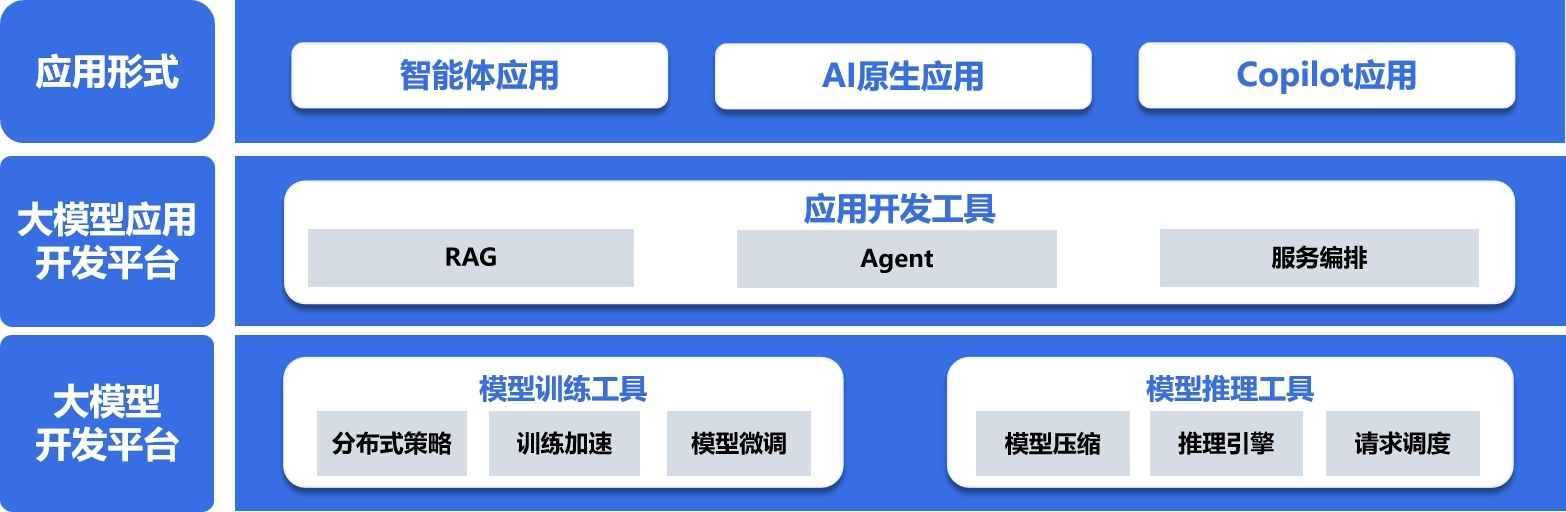 应用形式
智能体应用
AI原生应用
Copilot应用
大模型应用
开发平台
应用开发工具
RAG
Agent
服务编排
大模型
开发平台
模型训练工具
分布式策略
训练加速
模型微调
模型推理工具
模型压缩
推理引擎
请求调度